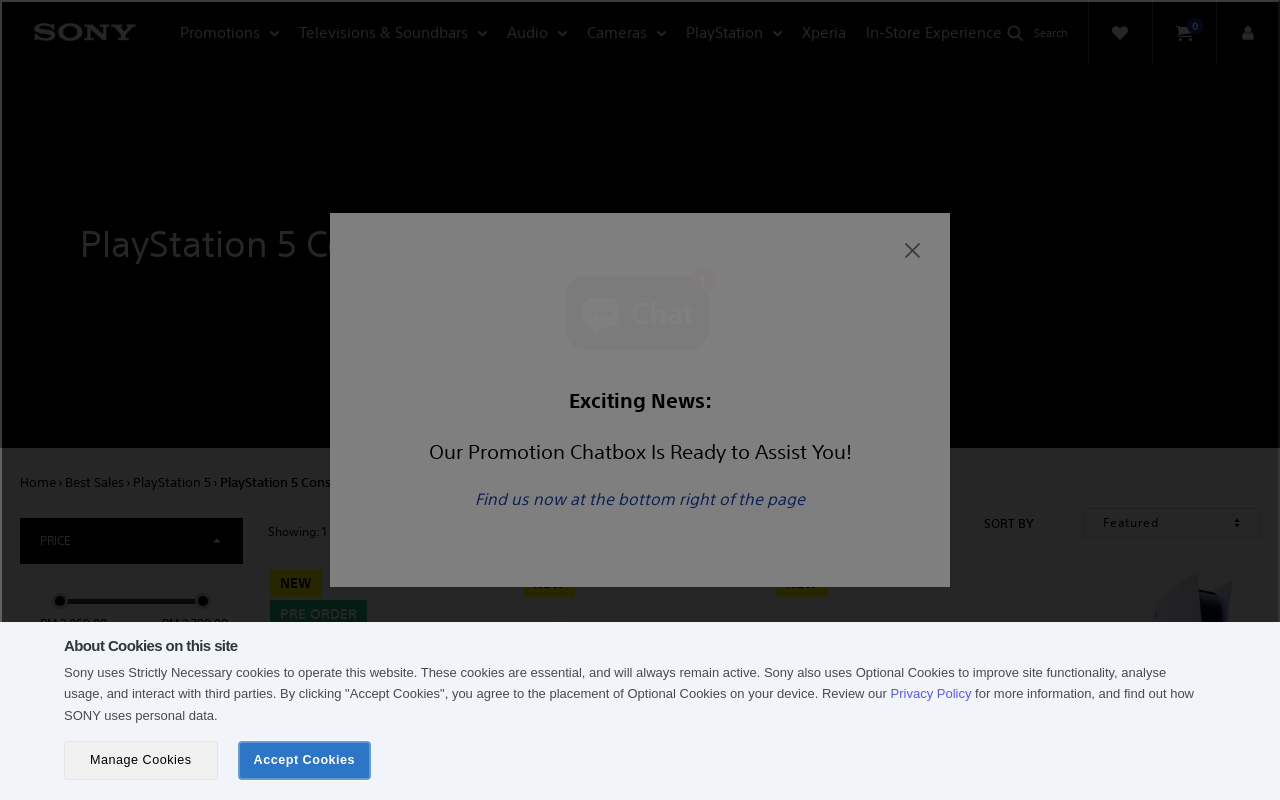 SONY
Promotions
Televisions & Soundbars
Audio
Cameras
PlayStation
Xperia
In-Store Experience
Search
0
PlayStation 5
Chat
1
Exciting News:
Our Promotion Chatbox Is Ready to Assist You!
Find us now at the bottom right of the page
Home › Best Sales › PlayStation 5 › PlayStation 5 Cons
PRICE
Showing: 1
SORT BY
Featured
NEW
PRE ORDER
About Cookies on this site
Sony uses Strictly Necessary cookies to operate this website. These cookies are essential, and will always remain active. Sony also uses Optional Cookies to improve site functionality, analyse
usage, and interact with third parties. By clicking "Accept Cookies", you agree to the placement of Optional Cookies on your device. Review our Privacy Policy for more information, and find out how
SONY uses personal data.
Manage Cookies
Accept Cookies